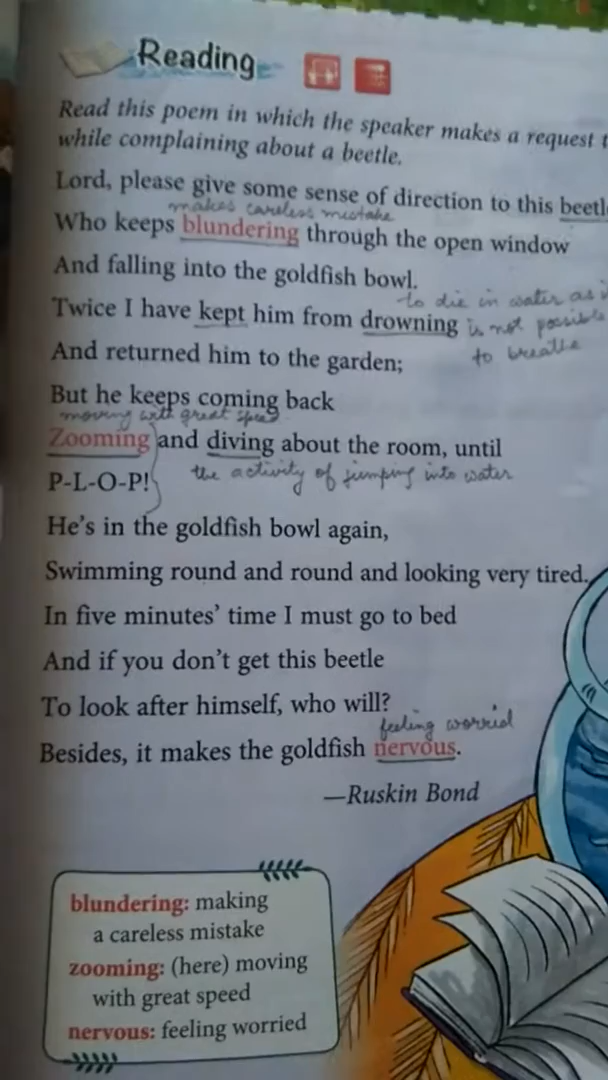 Reading
Read this poem in which the speaker makes a request
while complaining about a beetle.
Lord, please give some sense of direction to this beetle
makes careless mistake
Who keeps blundering through the open window
And falling into the goldfish bowl.
to die in water as
Twice I have kept him from drowning is not possible
And returned him to the garden; to breathe
But he keeps coming back
moving with great speed
Zooming and diving about the room, until
P-L-O-P! the activity of jumping into water
He's in the goldfish bowl again,
Swimming round and round and looking very tired.
In five minutes' time I must go to bed
And if you don't get this beetle
To look after himself, who will?
feeling worried
Besides, it makes the goldfish nervous.
—Ruskin Bond
blundering: making
a careless mistake
zooming: (here) moving
with great speed
nervous: feeling worried